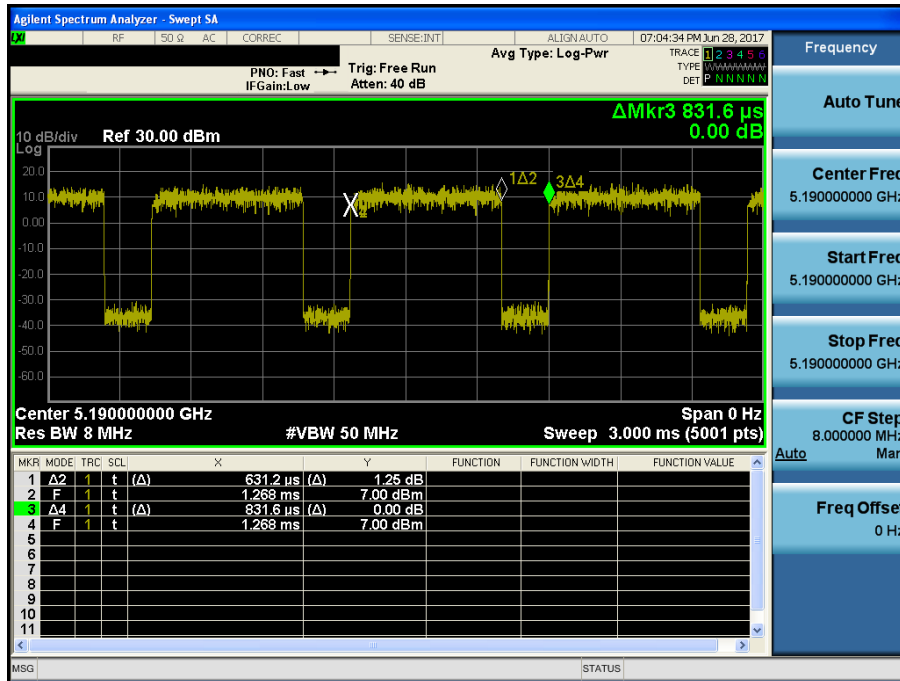 Agilent Spectrum Analyzer - Swept SA
LXI RF 50 Ω AC CORREC SENSE:INT ALIGN AUTO 07:04:34 PM Jun 28, 2017
PNO: Fast Trig: Free Run Avg Type: Log-Pwr TRACE 1 2 3 4 5 6
IFGain:Low Atten: 40 dB TYPE WWWWWW
DET P N N N N N
Frequency
Auto Tune
Center Freq
5.190000000 GHz
Start Freq
5.190000000 GHz
Stop Freq
5.190000000 GHz
CF Step
8.000000 MHz
Auto Man
Freq Offset
0 Hz
ΔMkr3 831.6 µs
0.00 dB
10 dB/div Ref 30.00 dBm
Log
20.0
10.0
0.00
-10.0
-20.0
-30.0
-40.0
-50.0
-60.0
1Δ2
3Δ4
Center 5.190000000 GHz Span 0 Hz
Res BW 8 MHz #VBW 50 MHz Sweep 3.000 ms (5001 pts)
MKR MODE TRC SCL X Y FUNCTION FUNCTION WIDTH FUNCTION VALUE
1 Δ2 1 t (Δ) 631.2 µs (Δ) 1.25 dB
2 F 1 t 1.268 ms 7.00 dBm
3 Δ4 1 t (Δ) 831.6 µs (Δ) 0.00 dB
4 F 1 t 1.268 ms 7.00 dBm
5
6
7
8
9
10
11
MSG STATUS